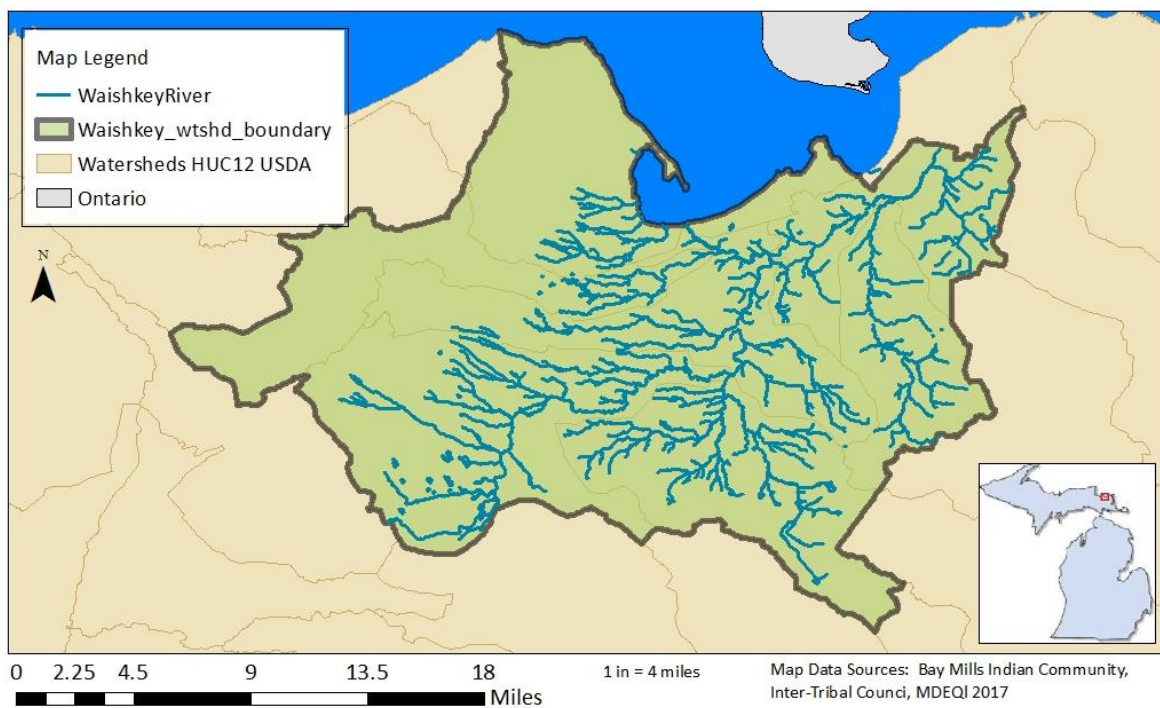 Map Legend
WaishkeyRiver
Waishkey_wtshd_boundary
Watersheds HUC12 USDA
Ontario
N
0 2.25 4.5 9 13.5 18
Miles
1 in = 4 miles
Map Data Sources: Bay Mills Indian Community,
Inter-Tribal Counci, MDEQl 2017